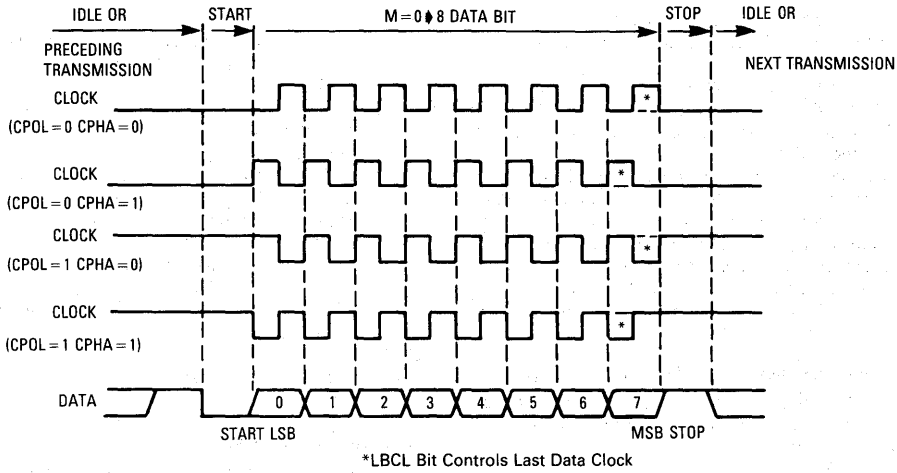 IDLE OR START M=0➧8 DATA BIT STOP IDLE OR
PRECEDING
TRANSMISSION
NEXT TRANSMISSION
CLOCK
(CPOL=0 CPHA=0)
*
CLOCK
(CPOL=0 CPHA=1)
*
CLOCK
(CPOL=1 CPHA=0)
*
CLOCK
(CPOL=1 CPHA=1)
*
DATA 0 1 2 3 4 5 6 7
START LSB MSB STOP
*LBCL Bit Controls Last Data Clock